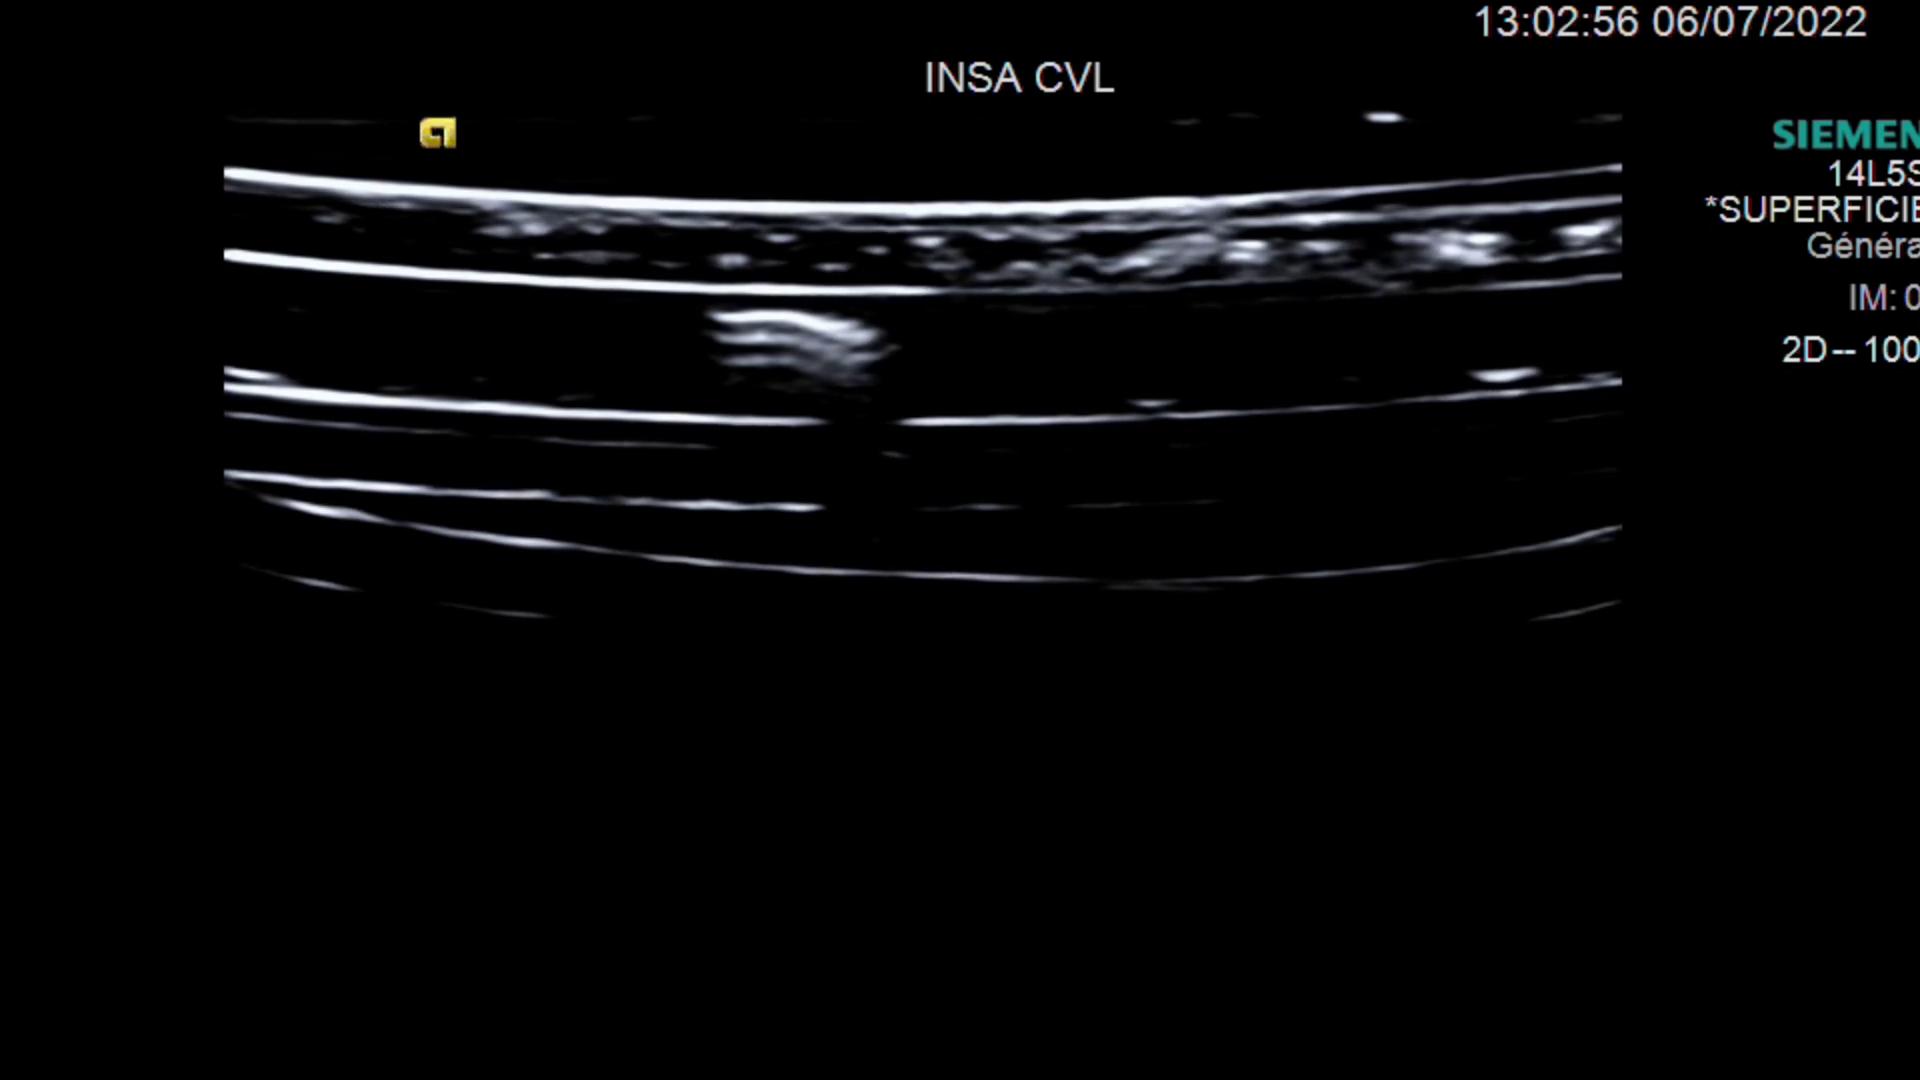 13:02:56 06/07/2022
INSA CVL
SIEMEN
14L5S
*SUPERFICIE
Généra
IM: 0
2D-- 100